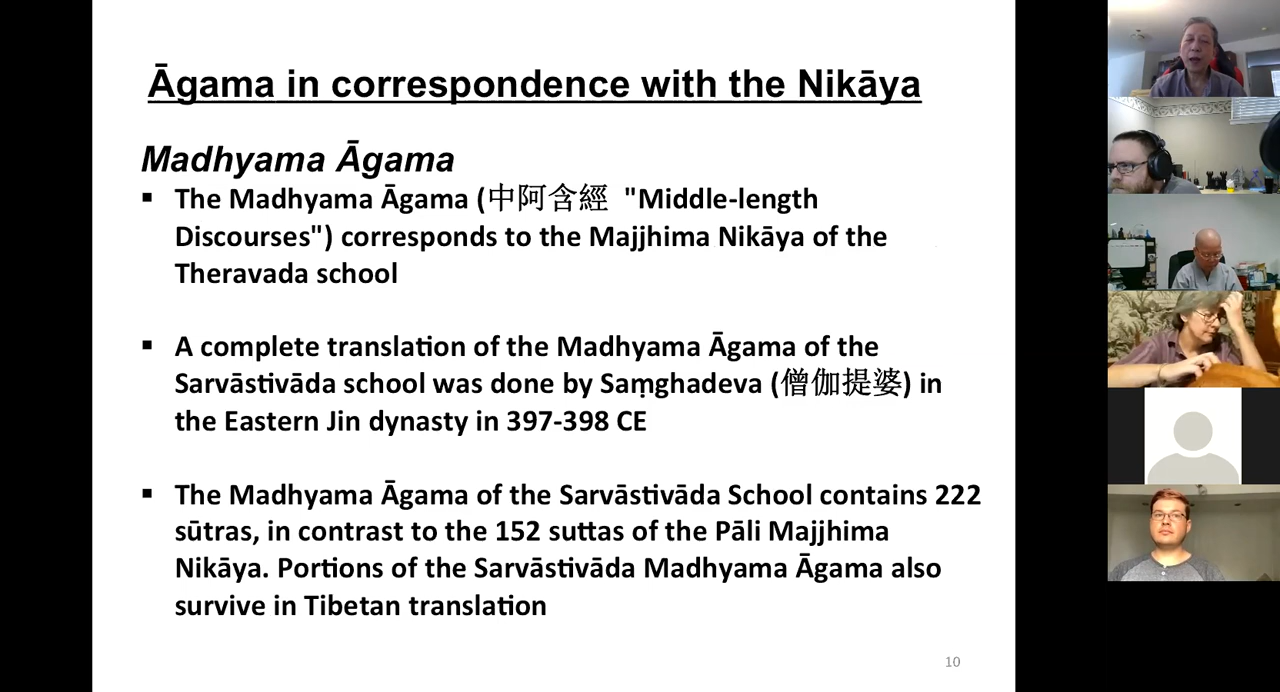 Āgama in correspondence with the Nikāya
Madhyama Āgama
▪ The Madhyama Āgama (中阿含經 "Middle-length
Discourses") corresponds to the Majjhima Nikāya of the
Theravada school
▪ A complete translation of the Madhyama Āgama of the
Sarvāstivāda school was done by Saṃghadeva (僧伽提婆) in
the Eastern Jin dynasty in 397-398 CE
▪ The Madhyama Āgama of the Sarvāstivāda School contains 222
sūtras, in contrast to the 152 suttas of the Pāli Majjhima
Nikāya. Portions of the Sarvāstivāda Madhyama Āgama also
survive in Tibetan translation
10